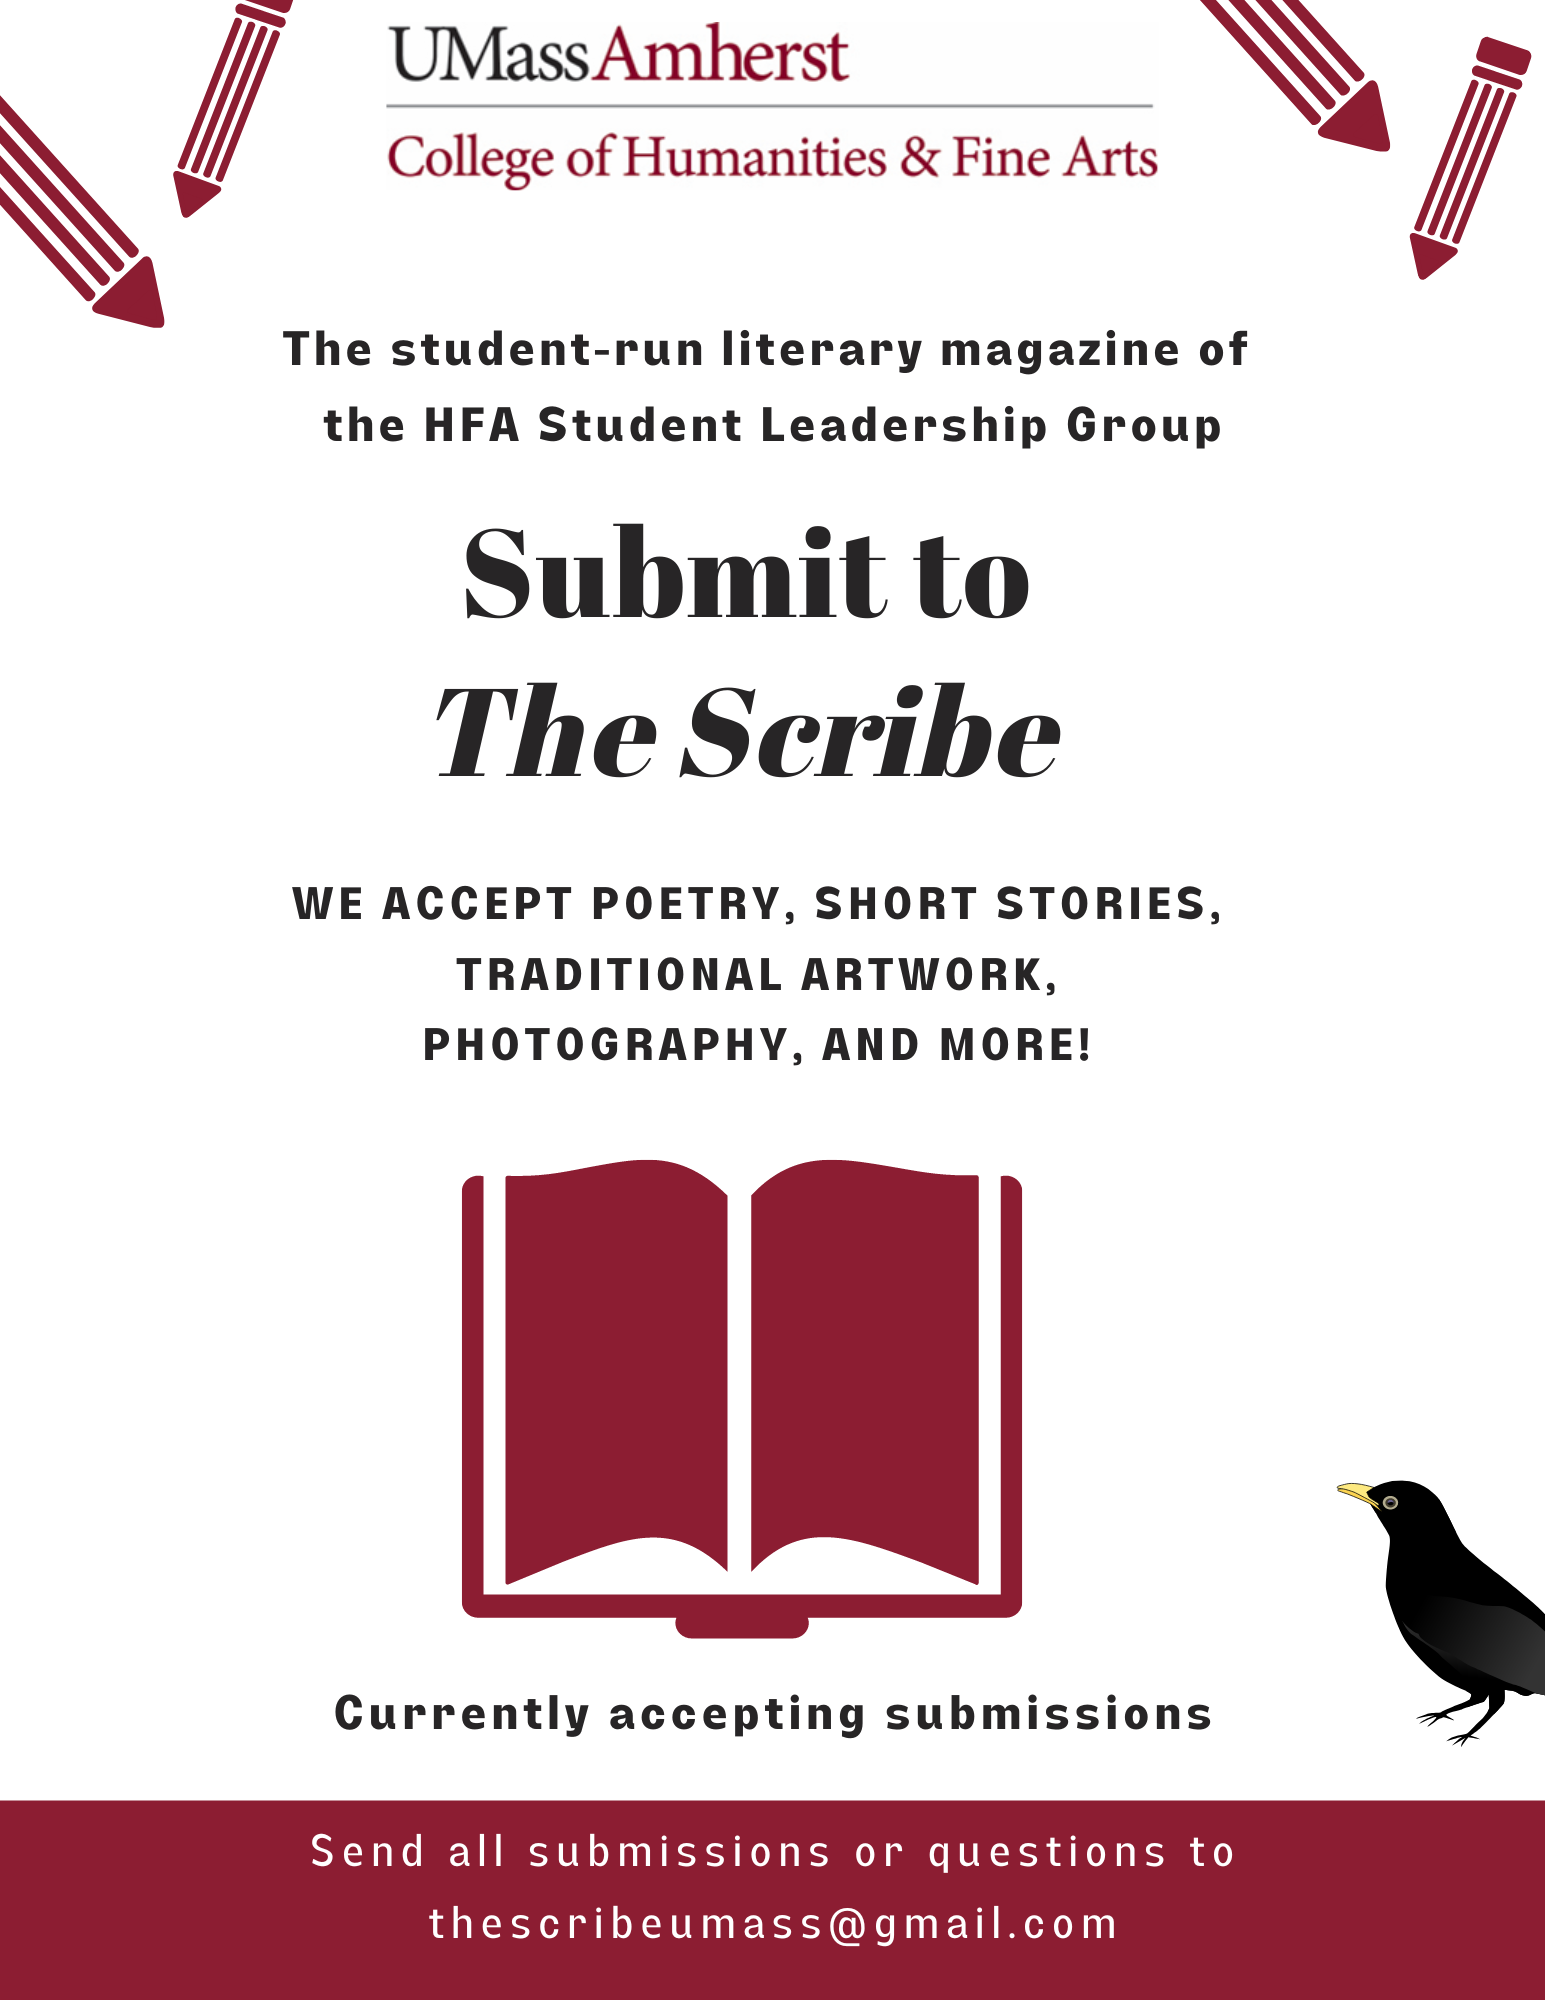 UMassAmherst
College of Humanities & Fine Arts
The student-run literary magazine of
the HFA Student Leadership Group
Submit to
The Scribe
WE ACCEPT POETRY, SHORT STORIES,
TRADITIONAL ARTWORK,
PHOTOGRAPHY, AND MORE!
Currently accepting submissions
Send all submissions or questions to
thescribeumass@gmail.com